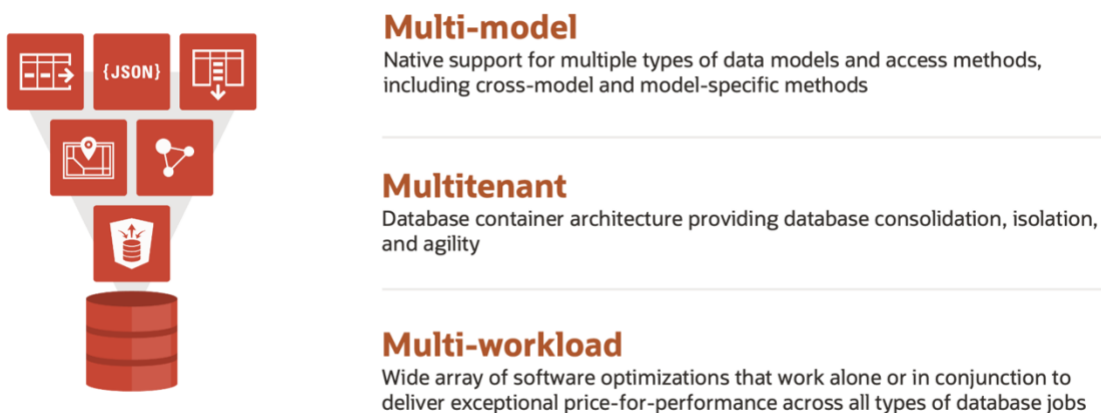 {JSON}
Multi-model
Native support for multiple types of data models and access methods,
including cross-model and model-specific methods
Multitenant
Database container architecture providing database consolidation, isolation,
and agility
Multi-workload
Wide array of software optimizations that work alone or in conjunction to
deliver exceptional price-for-performance across all types of database jobs